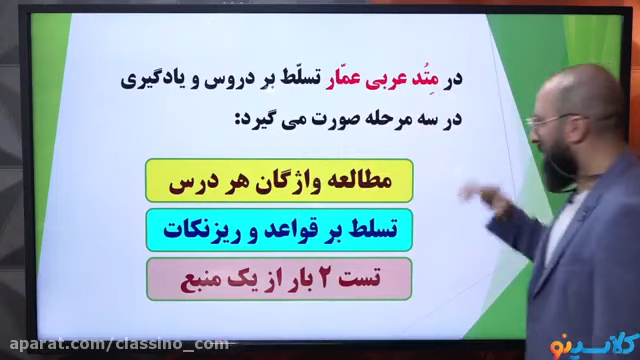 در مِتُد عربی عمّار تسلّط بر دروس و یادگیری
در سه مرحله صورت می گیرد:
مطالعه واژگان هر درس
تسلط بر قواعد و ریزنکات
تست ۲ بار از یک منبع
aparat.com/classino_com
کلاسینو